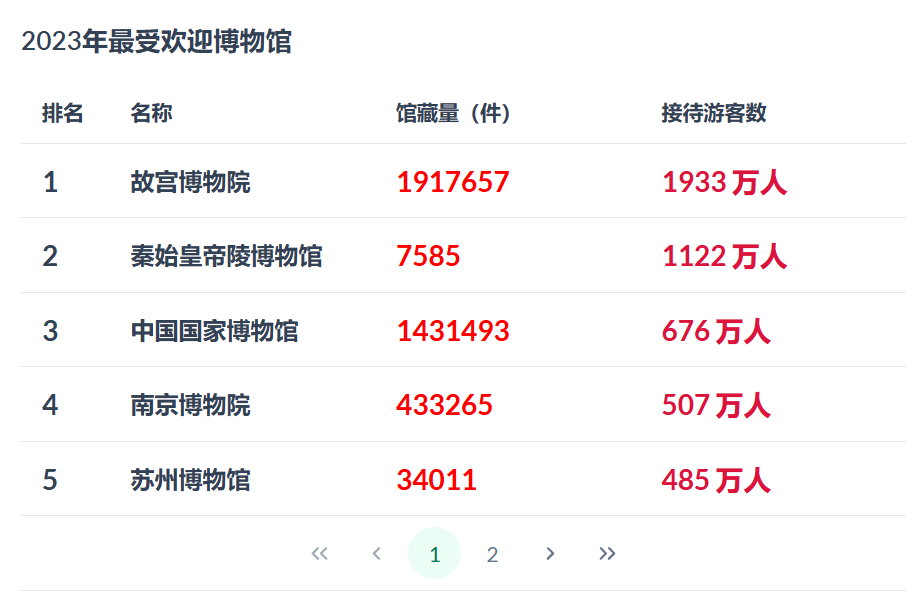 2023年最受欢迎博物馆
排名 名称 馆藏量（件） 接待游客数
1 故宫博物院 1917657 1933 万人
2 秦始皇帝陵博物馆 7585 1122 万人
3 中国国家博物馆 1431493 676 万人
4 南京博物院 433265 507 万人
5 苏州博物馆 34011 485 万人
1 2